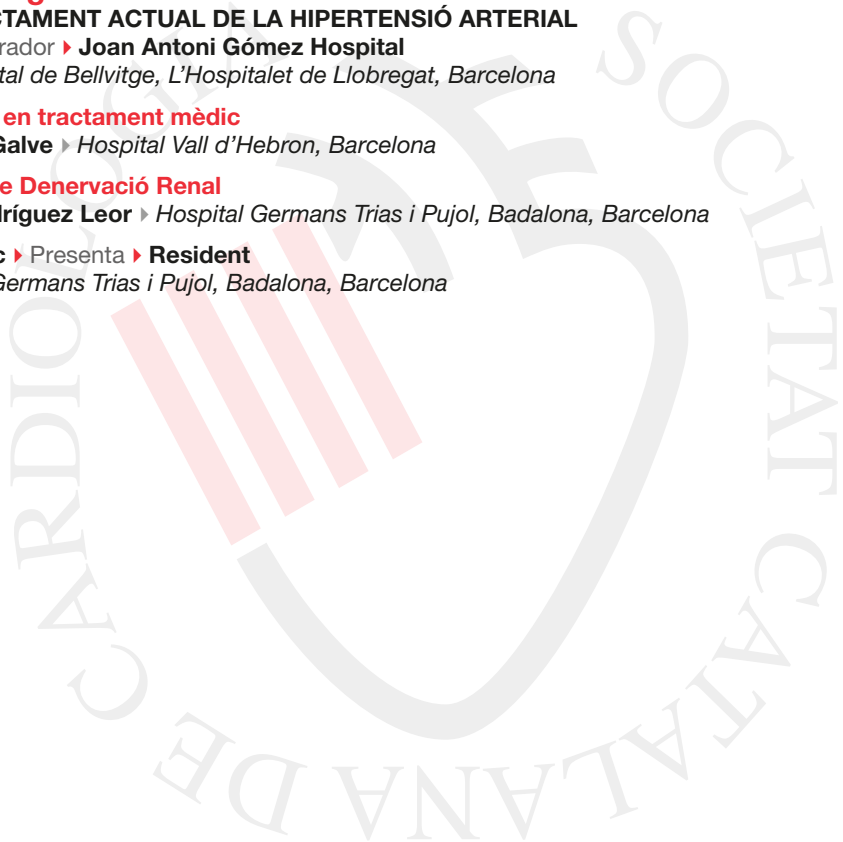 CTAMENT ACTUAL DE LA HIPERTENSIÓ ARTERIAL
rador Joan Antoni Gómez Hospital
tal de Bellvitge, L’Hospitalet de Llobregat, Barcelona
en tractament mèdic
Galve Hospital Vall d’Hebron, Barcelona
e Denervació Renal
ríguez Leor Hospital Germans Trias i Pujol, Badalona, Barcelona
c Presenta Resident
Germans Trias i Pujol, Badalona, Barcelona
SOCIETAT CATALANA DE CARDIOLOGIA